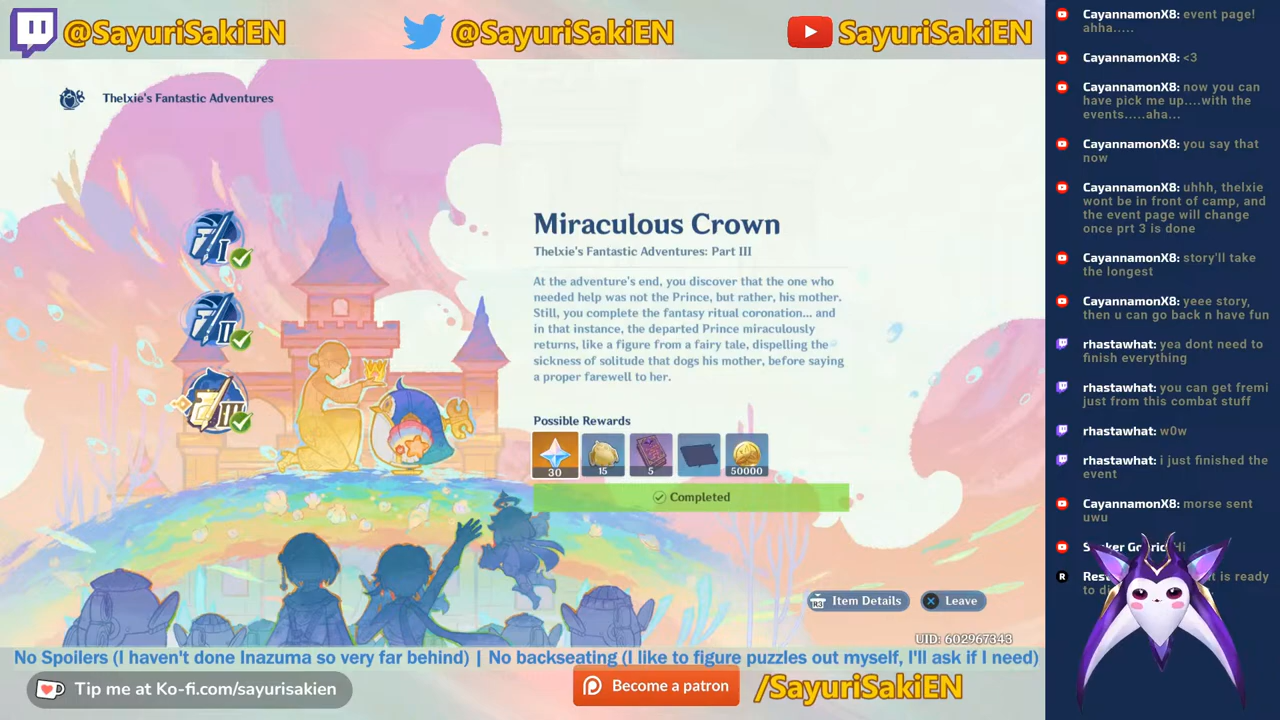 @SayuriSakiEN
@SayuriSakiEN
SayuriSakiEN
Thelxie's Fantastic Adventures
I
II
III
Miraculous Crown
Thelxie's Fantastic Adventures: Part III
At the adventure's end, you discover that the one who
needed help was not the Prince, but rather, his mother.
Still, you complete the fantasy ritual coronation... and
in that instance, the departed Prince miraculously
returns, like a figure from a fairy tale, dispelling the
sickness of solitude that dogs his mother, before saying
a proper farewell to her.
Possible Rewards
30
15
5
50000
Completed
R3
Item Details
Leave
UID: 602967343
No Spoilers (I haven't done Inazuma so very far behind) | No backseating (I like to figure puzzles out myself, I'll ask if I need)
Tip me at Ko-fi.com/sayurisakien
Become a patron
/SayuriSakiEN
CayannamonX8: event page!
ahha.....
CayannamonX8: <3
CayannamonX8: now you can
have pick me up....with the
events.....aha...
CayannamonX8: you say that
now
CayannamonX8: uhhh, thelxie
wont be in front of camp, and
the event page will change
once prt 3 is done
CayannamonX8: story'll take
the longest
CayannamonX8: yeee story,
then u can go back n have fun
rhastawhat: yea dont need to
finish everything
rhastawhat: you can get fremi
just from this combat stuff
rhastawhat: w0w
rhastawhat: i just finished the
event
CayannamonX8: morse sent
uwu
Hi
R
is ready
to